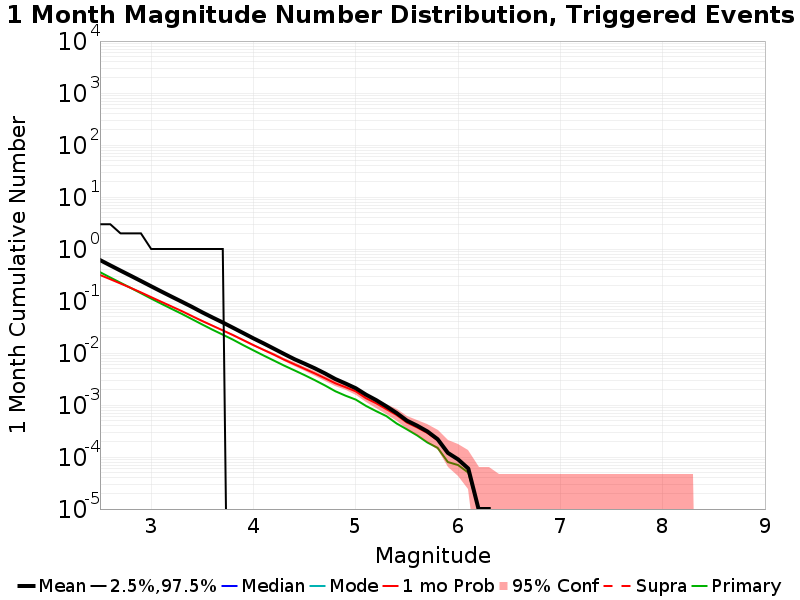 1 Month Magnitude Number Distribution, Triggered Events
1 Month Cumulative Number
10^4
10^3
10^2
10^1
10^0
10^-1
10^-2
10^-3
10^-4
10^-5
3 4 5 6 7 8 9
Magnitude
Mean 2.5%,97.5% Median Mode 1 mo Prob 95% Conf Supra Primary